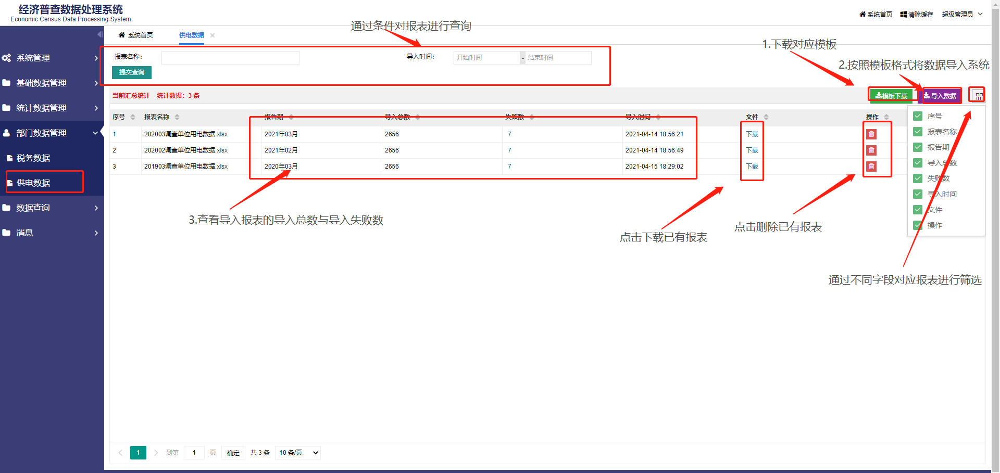 经济普查数据处理系统
Economic Census Data Processing System
系统首页 清除缓存 超级管理员
系统首页 供电数据
通过条件对报表进行查询
1.下载对应模板
2.按照模板格式将数据导入系统
系统管理
基础数据管理
统计数据管理
部门数据管理
税务数据
供电数据
数据查询
消息
报表名称:
导入时间:
开始时间 - 结束时间
提交查询
当前汇总统计 统计数据：3 条
模板下载 导入数据
序号 报表名称 报告期 导入总数 失败数 导入时间 文件 操作
1 202003调查单位用电数据.xlsx 2021年03月 2656 7 2021-04-14 18:56:21 下载
2 202002调查单位用电数据.xlsx 2021年02月 2656 7 2021-04-14 18:56:49 下载
3 201903调查单位用电数据.xlsx 2020年03月 2656 7 2021-04-15 18:29:02 下载
序号
报表名称
报告期
导入总数
失败数
导入时间
文件
操作
3.查看导入报表的导入总数与导入失败数
点击下载已有报表
点击删除已有报表
通过不同字段对应报表进行筛选
1 到第 1 页 确定 共 3 条 10 条/页